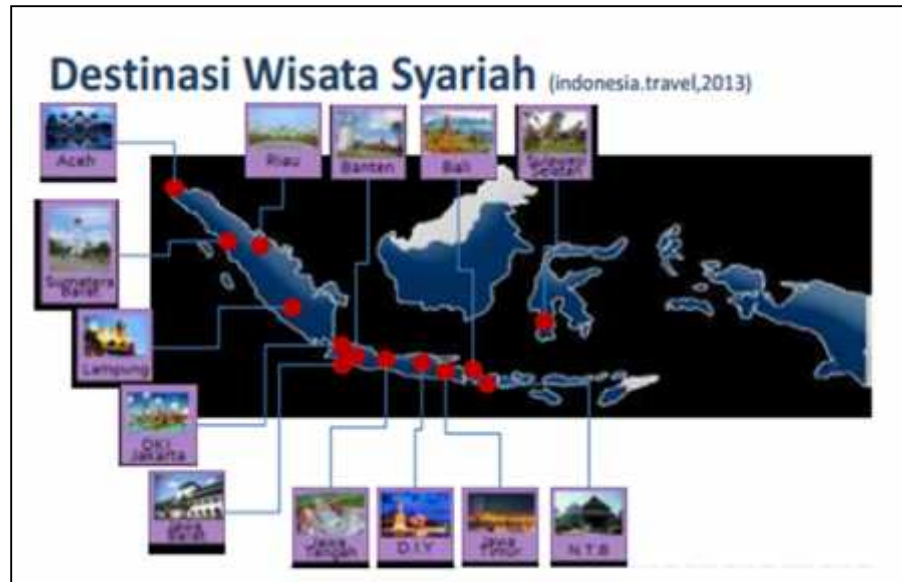 Destinasi Wisata Syariah (indonesia.travel,2013)
Aceh
Riau
Banten
Bali
Sulawesi
Selatan
Sumatera
Barat
Lampung
DKI
Jakarta
Jawa
Barat
Jawa
Tengah
D.I.Y
Jawa
Timur
N.T.B